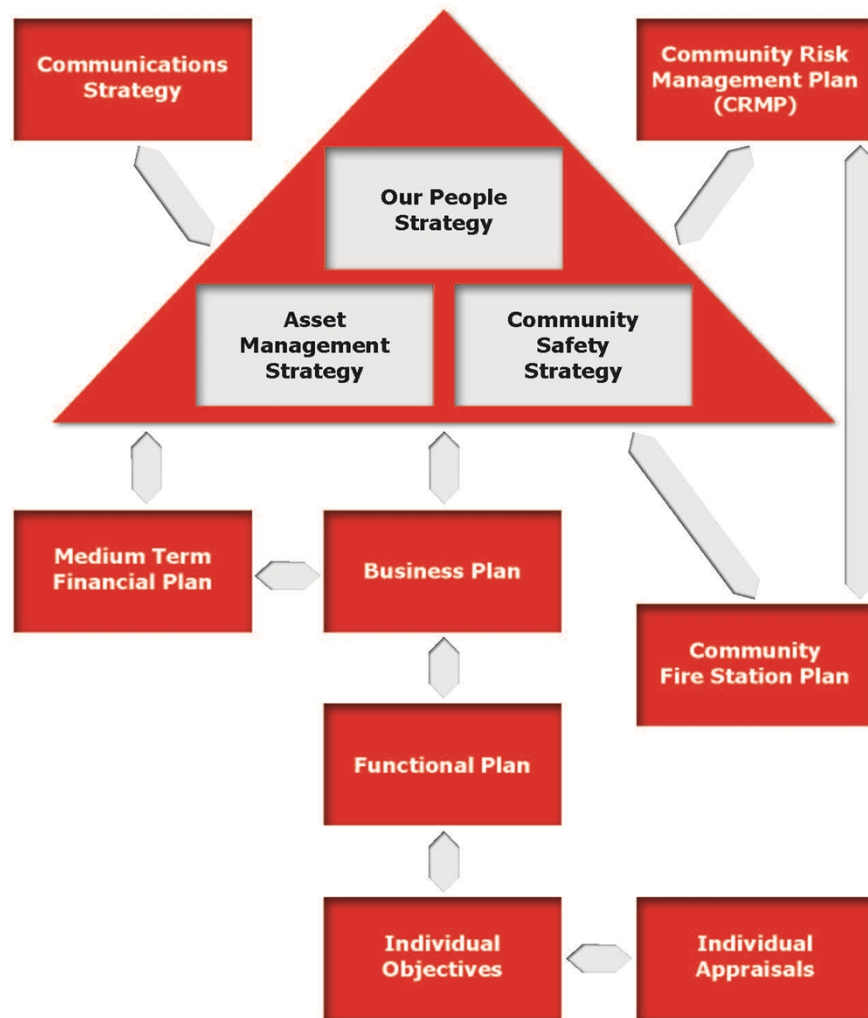 Communications
Strategy
Community Risk
Management Plan
(CRMP)
Our People
Strategy
Asset
Management
Strategy
Community
Safety
Strategy
Medium Term
Financial Plan
Business Plan
Community
Fire Station Plan
Functional Plan
Individual
Objectives
Individual
Appraisals